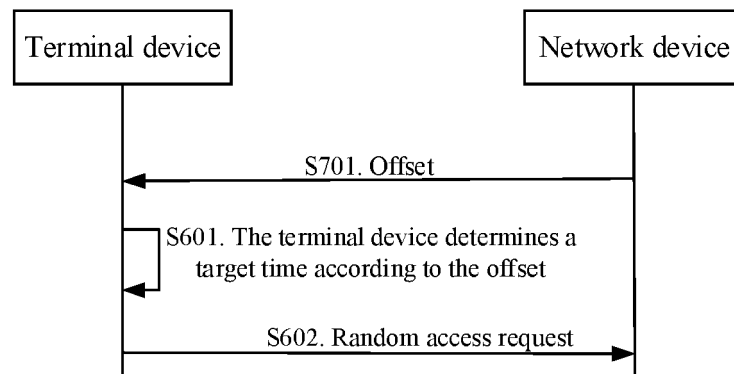 Terminal device
Network device
S701. Offset
S601. The terminal device determines a
target time according to the offset
S602. Random access request